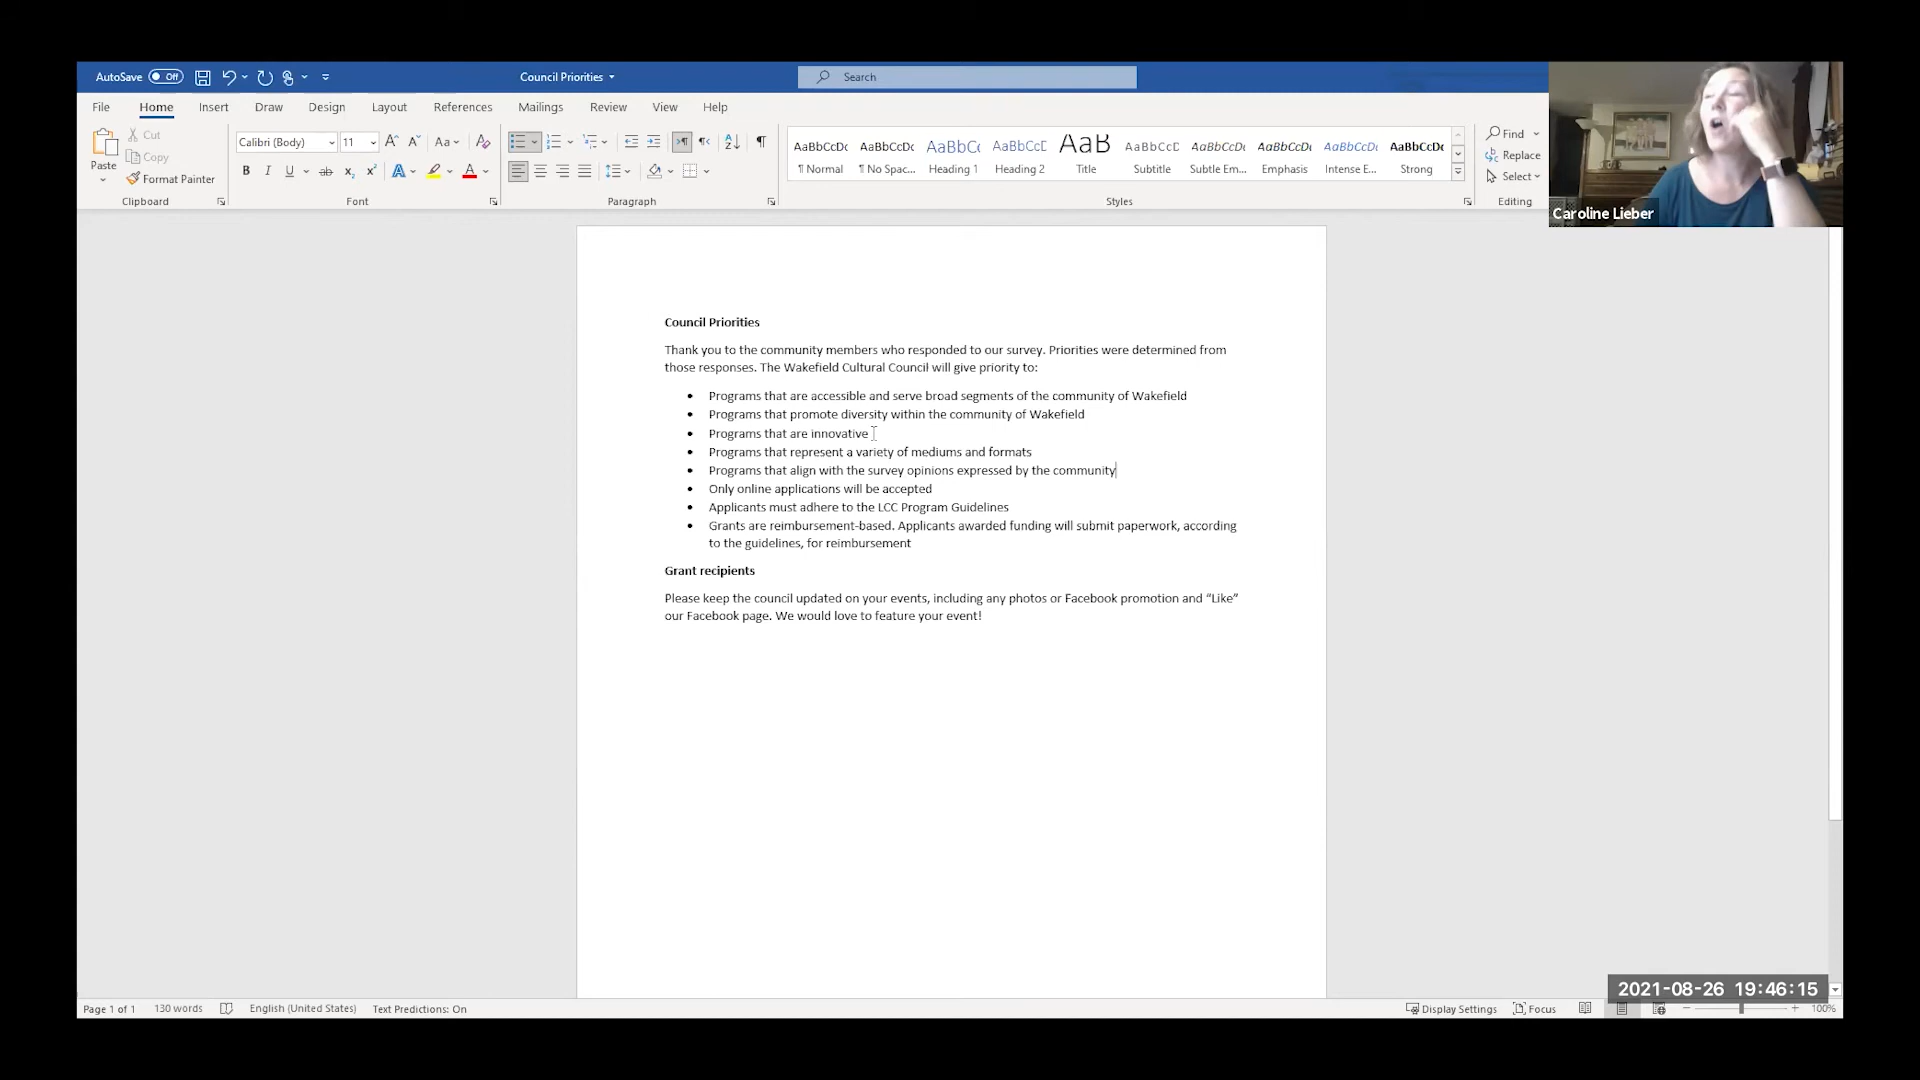 AutoSave Off Council Priorities Search
File Home Insert Draw Design Layout References Mailings Review View Help
Paste Cut Copy Format Painter Clipboard
Calibri (Body) 11 Aa
B I U ab x₂ x² A A Font
Paragraph
AaBbCcDc AaBbCcDc AaBbCc AaBbCcD AaB AaBbCcD AaBbCcDc AaBbCcDc AaBbCcDc AaBbCcDc
¶ Normal ¶ No Spac... Heading 1 Heading 2 Title Subtitle Subtle Em... Emphasis Intense E... Strong
Styles
Find
Replace
Select
Editing
Caroline Lieber
Council Priorities
Thank you to the community members who responded to our survey. Priorities were determined from
those responses. The Wakefield Cultural Council will give priority to:
• Programs that are accessible and serve broad segments of the community of Wakefield
• Programs that promote diversity within the community of Wakefield
• Programs that are innovative
• Programs that represent a variety of mediums and formats
• Programs that align with the survey opinions expressed by the community
• Only online applications will be accepted
• Applicants must adhere to the LCC Program Guidelines
• Grants are reimbursement-based. Applicants awarded funding will submit paperwork, according
to the guidelines, for reimbursement
Grant recipients
Please keep the council updated on your events, including any photos or Facebook promotion and “Like”
our Facebook page. We would love to feature your event!
2021-08-26 19:46:15
Page 1 of 1 130 words English (United States) Text Predictions: On Display Settings Focus 100%